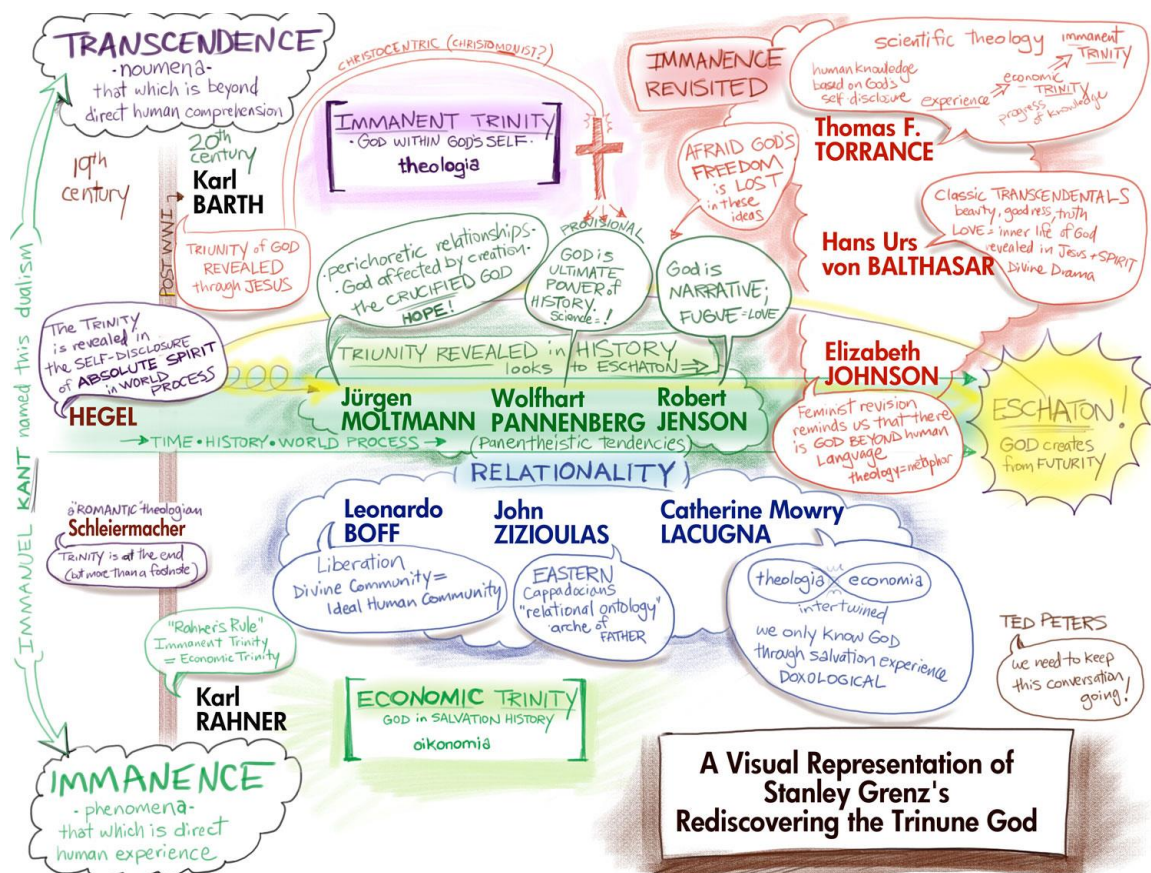 TRANSCENDENCE
-noumena-
that which is beyond
direct human comprehension
IMMANUEL KANT named this dualism
19th
century
20th
century
Karl
BARTH
POST WWI
TRIUNITY of GOD
REVEALED
through JESUS
CHRISTOCENTRIC (CHRISTOMONIST?)
IMMANENT TRINITY
· GOD WITHIN GOD'S SELF ·
theologia
IMMANENCE
REVISITED
AFRAID GOD'S
FREEDOM
is LOST
in these
ideas
scientific theology
human knowledge
based on God's
self-disclosure
experience
economic
TRINITY
immanent
TRINITY
progress
of knowledge
Thomas F.
TORRANCE
Classic TRANSCENDENTALS
beauty, goodness, truth
LOVE = inner life of God
revealed in Jesus + SPIRIT
Divine Drama
Hans Urs
von BALTHASAR
The TRINITY
is revealed in
the SELF-DISCLOSURE
of ABSOLUTE SPIRIT
in WORLD
PROCESS
HEGEL
·perichoretic relationships·
·God affected by creation·
the CRUCIFIED GOD
HOPE!
PROVISIONAL
GOD is
ULTIMATE
POWER of
HISTORY.
Science = !
God is
NARRATIVE;
FUGUE = LOVE
TRIUNITY REVEALED in HISTORY
looks to ESCHATON
Jürgen
MOLTMANN
Wolfhart
PANNENBERG
Robert
JENSON
(Panentheistic tendencies)
TIME · HISTORY · WORLD PROCESS
Elizabeth
JOHNSON
Feminist revision
reminds us that there
is GOD BEYOND human
Language
theology=metaphor
ESCHATON!
GOD creates
from FUTURITY
RELATIONALITY
a "ROMANTIC" theologian
Schleiermacher
TRINITY is at the end
(but more than a footnote)
Leonardo
BOFF
Liberation
Divine Community =
Ideal Human Community
John
ZIZIOULAS
EASTERN
Cappadocians
"relational ontology"
arche of
FATHER
Catherine Mowry
LACUGNA
theologia economia
intertwined
we only know GOD
through salvation experience
DOXOLOGICAL
"Rahner's Rule"
Immanent Trinity
= Economic Trinity
Karl
RAHNER
ECONOMIC TRINITY
GOD in SALVATION HISTORY
oikonomia
TED PETERS
we need to keep
this conversation
going!
IMMANENCE
- phenomena-
that which is direct
human experience
A Visual Representation of
Stanley Grenz's
Rediscovering the Trinune God